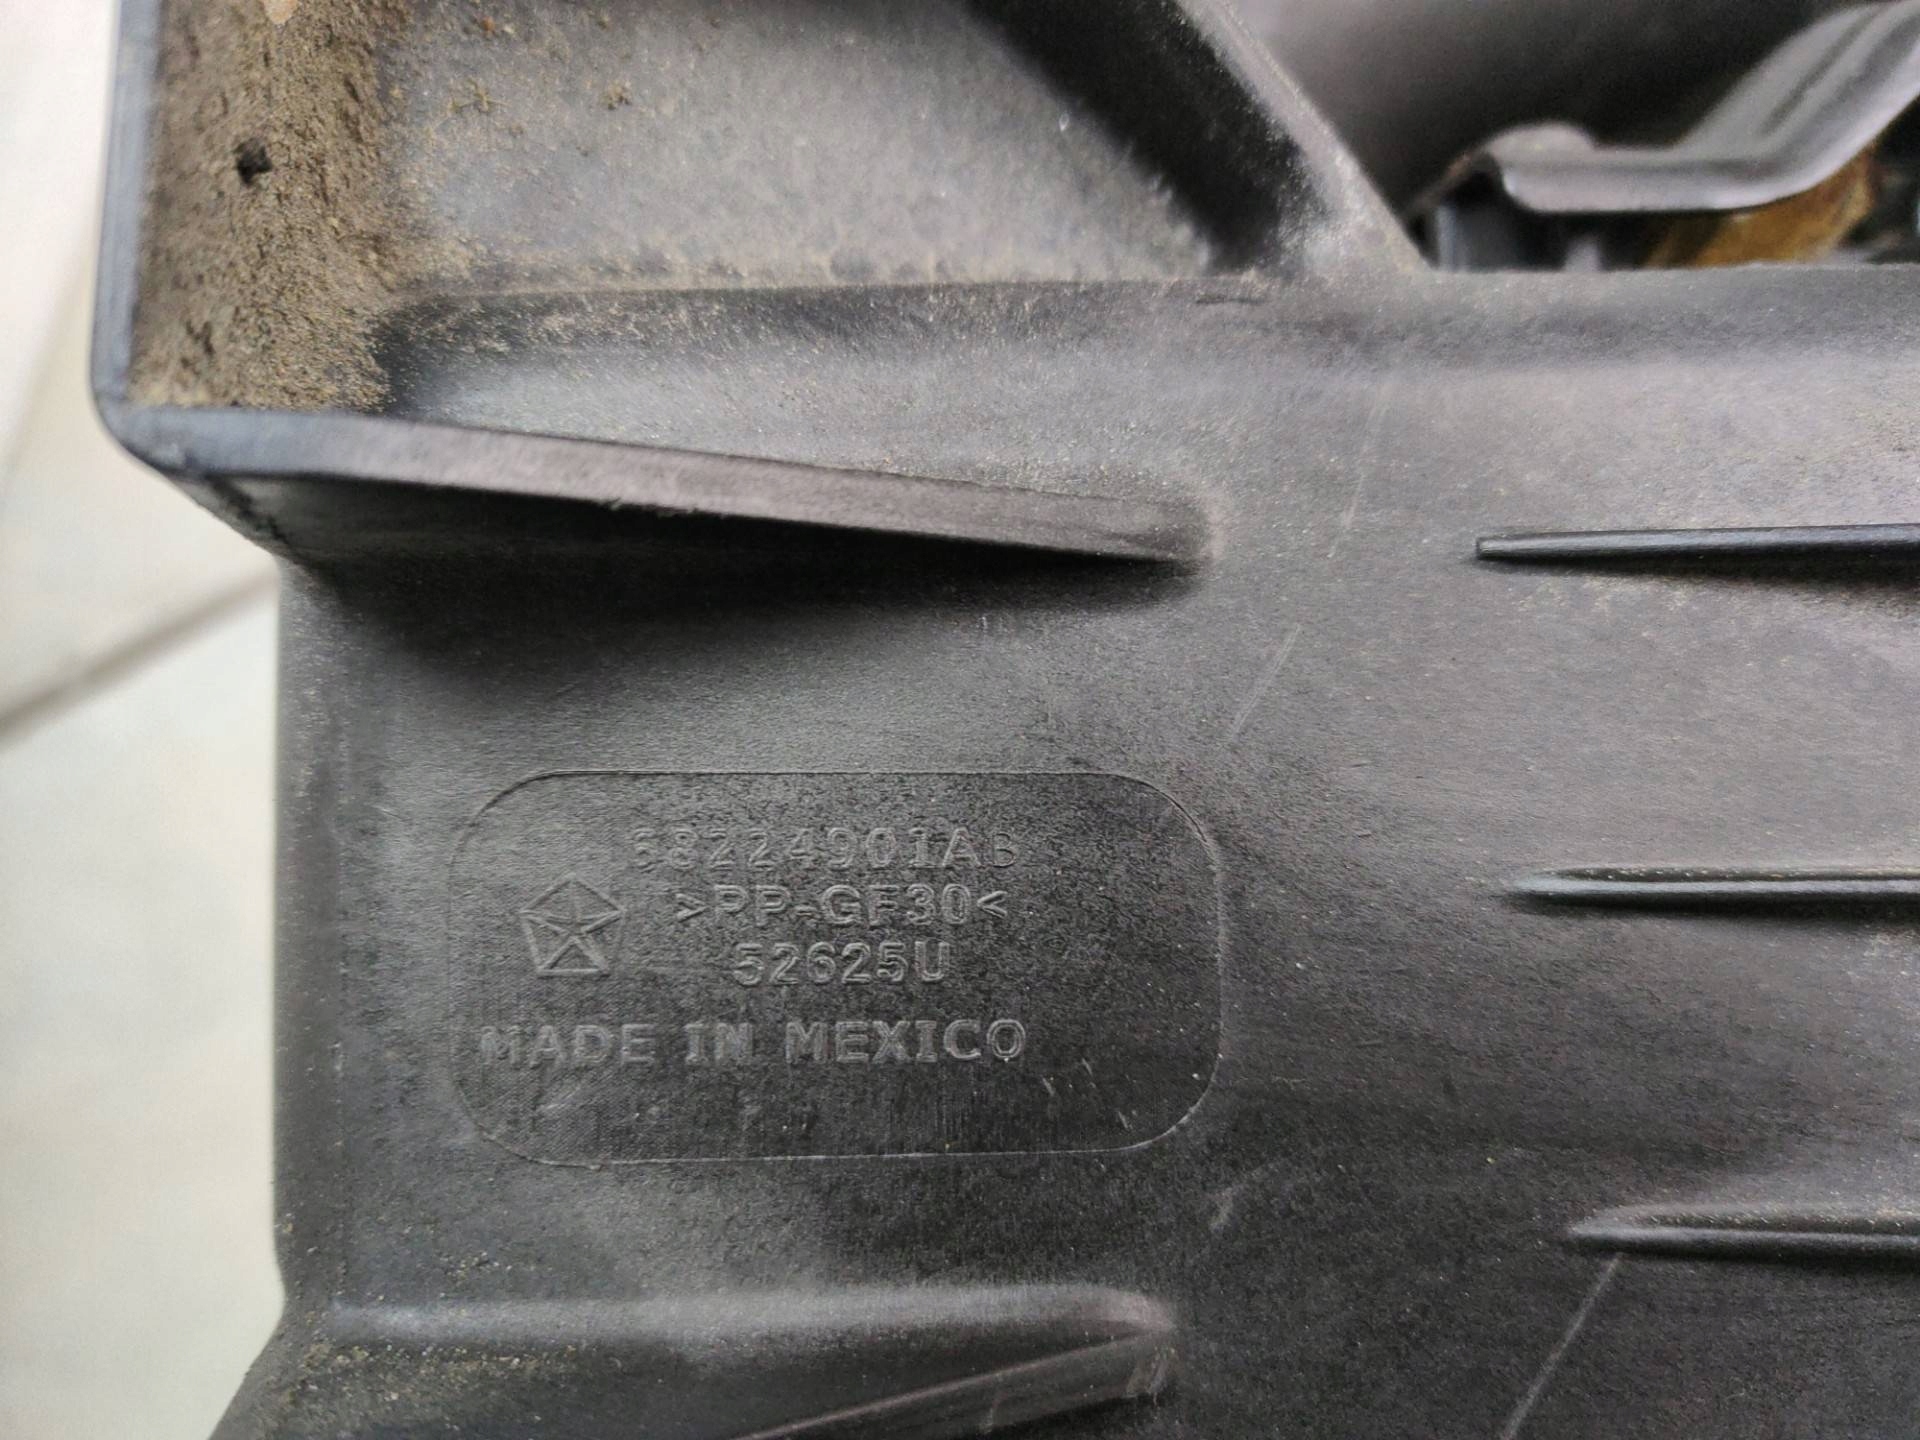 68224901AB
>PP-GF30<
52625U
MADE IN MEXICO